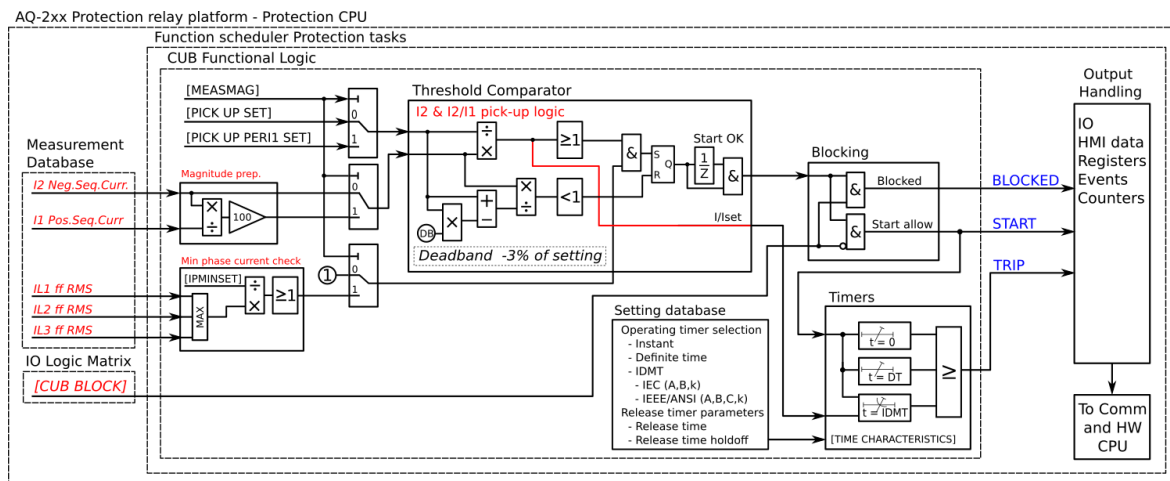 AQ-2xx Protection relay platform - Protection CPU
Function scheduler Protection tasks
CUB Functional Logic
Measurement
Database
I2 Neg.Seq.Curr.
I1 Pos.Seq.Curr
IL1 ff RMS
IL2 ff RMS
IL3 ff RMS
IO Logic Matrix
[CUB BLOCK]
[MEASMAG]
[PICK UP SET]
[PICK UP PERI1 SET]
0
1
Magnitude prep.
×
÷
100
0
1
Min phase current check
[IPMINSET]
MAX
÷
×
≥1
1
0
1
Threshold Comparator
I2 & I2/I1 pick-up logic
÷
×
≥1
&
S
Q
R
Start OK
1
Z
&
+
−
×
÷
<1
×
DB
I/Iset
Deadband -3% of setting
Blocking
&
Blocked
&
Start allow
BLOCKED
START
TRIP
Setting database
Operating timer selection
- Instant
- Definite time
- IDMT
- IEC (A,B,k)
- IEEE/ANSI (A,B,C,k)
Release timer parameters
- Release time
- Release time holdoff
Timers
t = 0
t = DT
t = IDMT
≥
[TIME CHARACTERISTICS]
Output
Handling
IO
HMI data
Registers
Events
Counters
To Comm
and HW
CPU